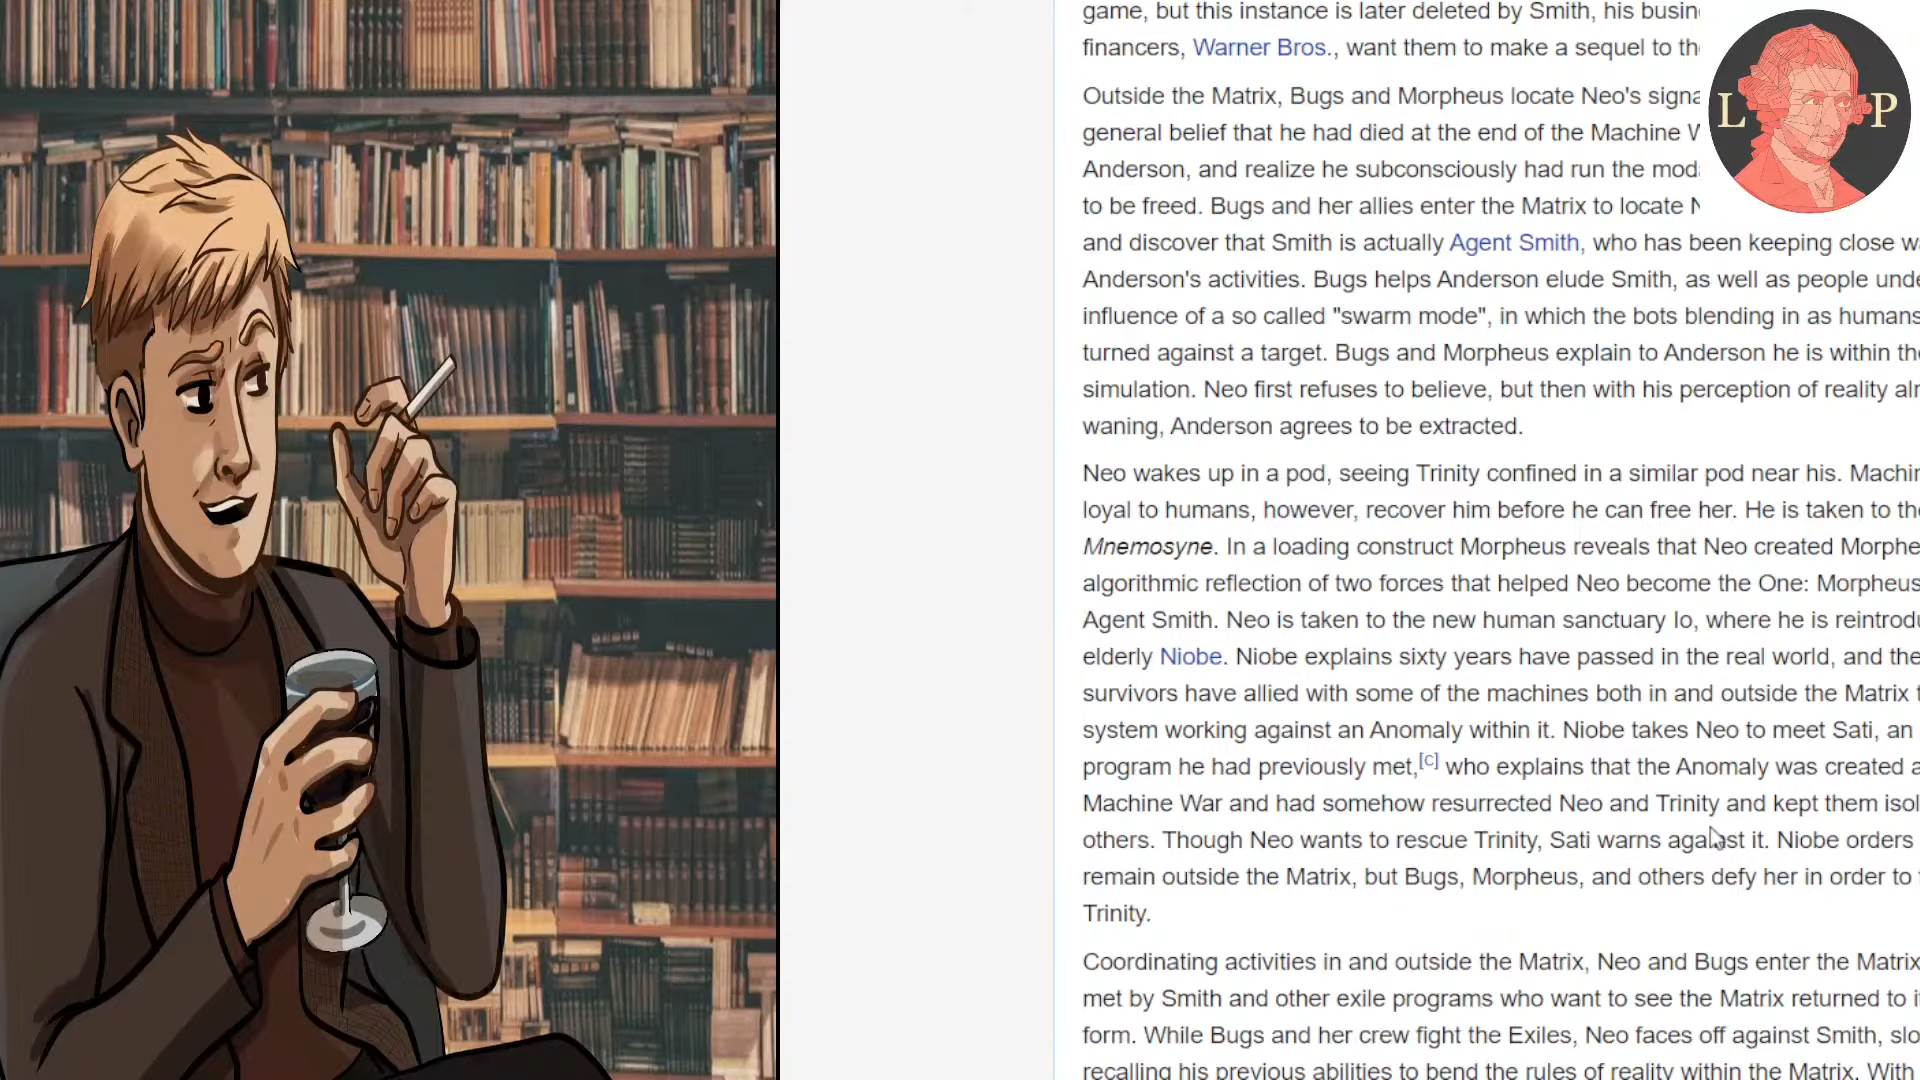 game, but this instance is later deleted by Smith, his busin
financers, Warner Bros., want them to make a sequel to th
Outside the Matrix, Bugs and Morpheus locate Neo's signa
general belief that he had died at the end of the Machine W
Anderson, and realize he subconsciously had run the moda
to be freed. Bugs and her allies enter the Matrix to locate N
and discover that Smith is actually Agent Smith, who has been keeping close wa
Anderson's activities. Bugs helps Anderson elude Smith, as well as people unde
influence of a so called "swarm mode", in which the bots blending in as humans
turned against a target. Bugs and Morpheus explain to Anderson he is within the
simulation. Neo first refuses to believe, but then with his perception of reality alr
waning, Anderson agrees to be extracted.
Neo wakes up in a pod, seeing Trinity confined in a similar pod near his. Machin
loyal to humans, however, recover him before he can free her. He is taken to the
Mnemosyne. In a loading construct Morpheus reveals that Neo created Morphe
algorithmic reflection of two forces that helped Neo become the One: Morpheus
Agent Smith. Neo is taken to the new human sanctuary Io, where he is reintrodu
elderly Niobe. Niobe explains sixty years have passed in the real world, and the
survivors have allied with some of the machines both in and outside the Matrix t
system working against an Anomaly within it. Niobe takes Neo to meet Sati, an
program he had previously met,[c] who explains that the Anomaly was created a
Machine War and had somehow resurrected Neo and Trinity and kept them isol
others. Though Neo wants to rescue Trinity, Sati warns against it. Niobe orders
remain outside the Matrix, but Bugs, Morpheus, and others defy her in order to
Trinity.
Coordinating activities in and outside the Matrix, Neo and Bugs enter the Matrix
met by Smith and other exile programs who want to see the Matrix returned to i
form. While Bugs and her crew fight the Exiles, Neo faces off against Smith, slo
recalling his previous abilities to bend the rules of reality within the Matrix. With
L P